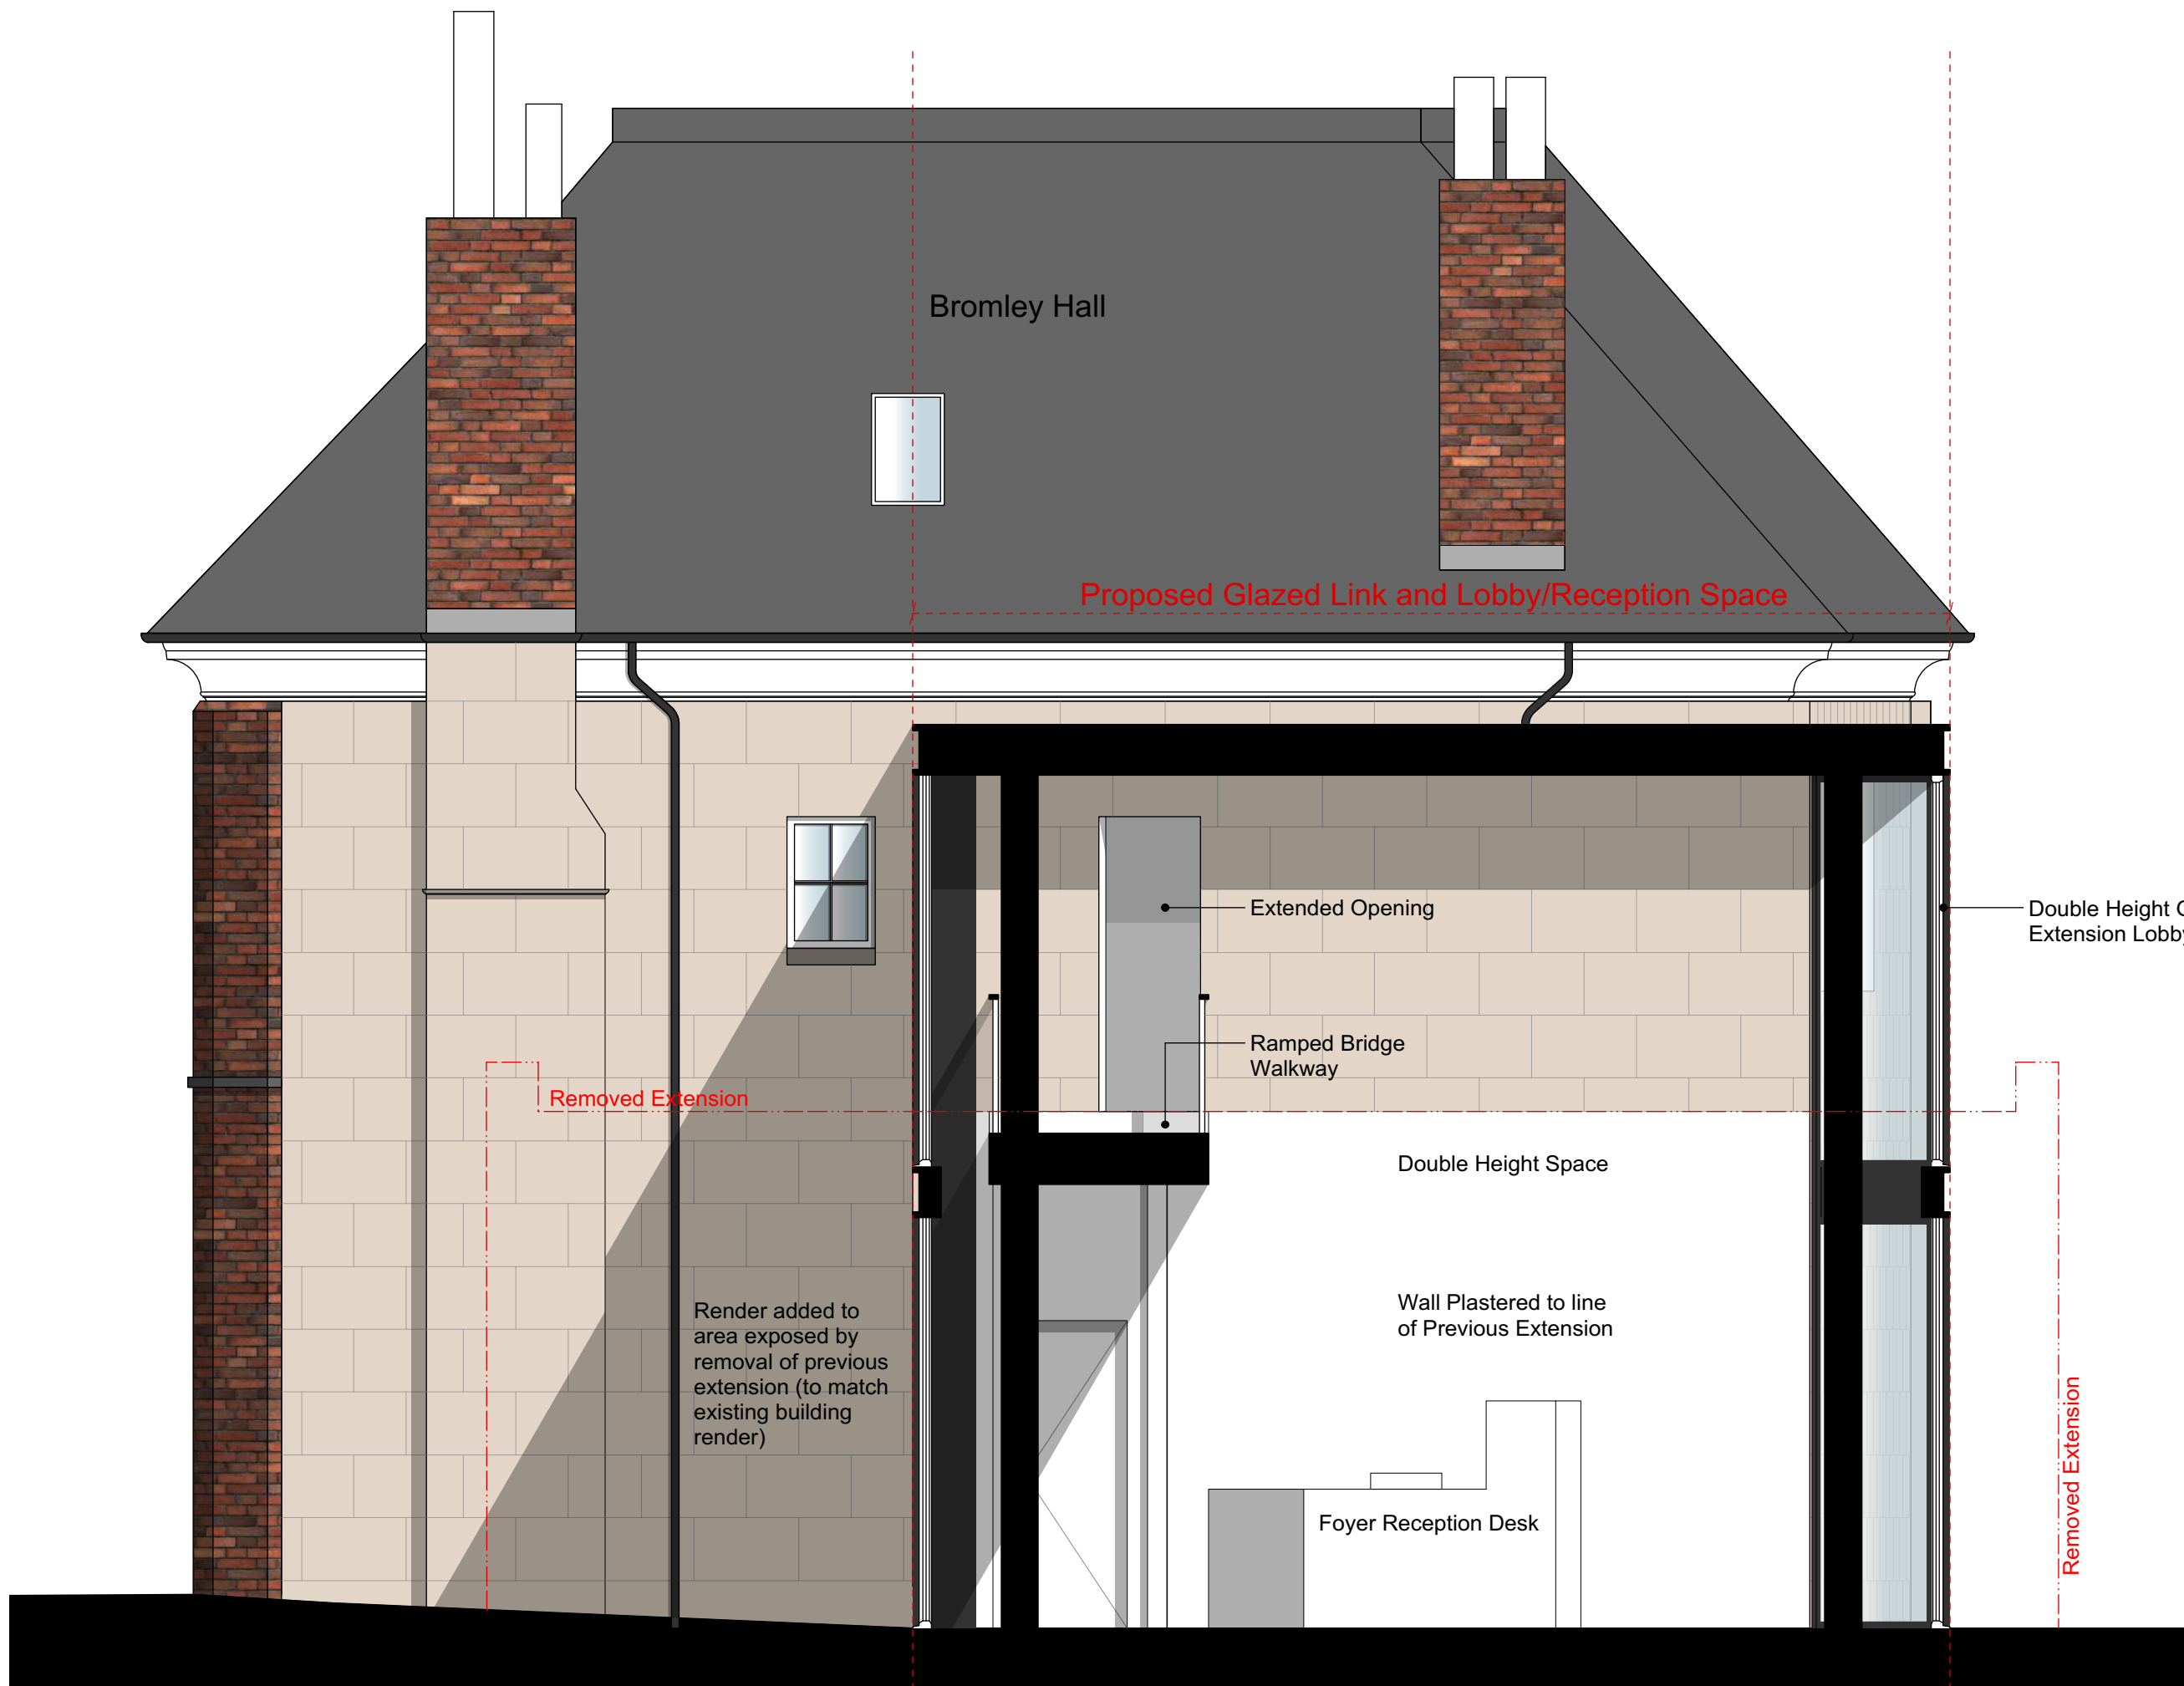 Bromley Hall
Proposed Glazed Link and Lobby/Reception Space
Extended Opening
Double Height
Extension
Ramped Bridge
Walkway
Removed Extension
Double Height Space
Wall Plastered to line
of Previous Extension
Render added to
area exposed by
removal of previous
extension (to match
existing building
render)
Foyer Reception Desk
Removed Extension